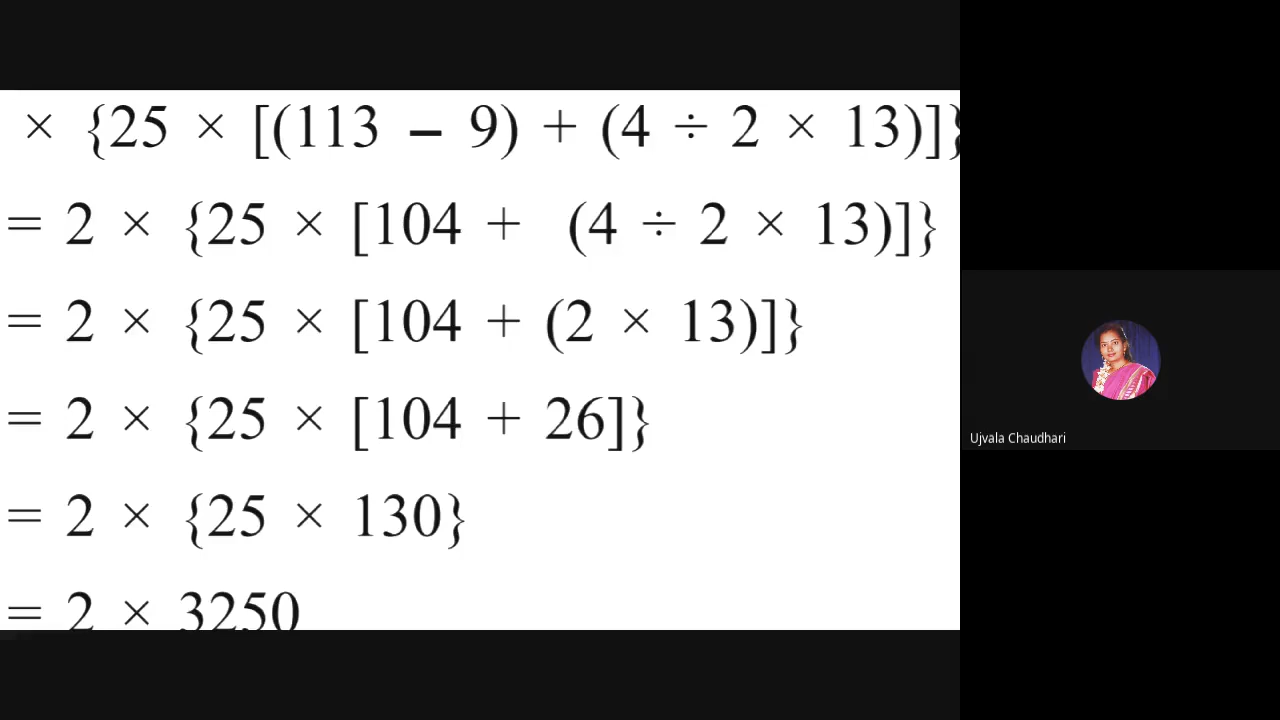 × {25 × [(113 – 9) + (4 ÷ 2 × 13)]}
= 2 × {25 × [104 + (4 ÷ 2 × 13)]}
= 2 × {25 × [104 + (2 × 13)]}
= 2 × {25 × [104 + 26]}
= 2 × {25 × 130}
= 2 × 3250
Ujvala Chaudhari